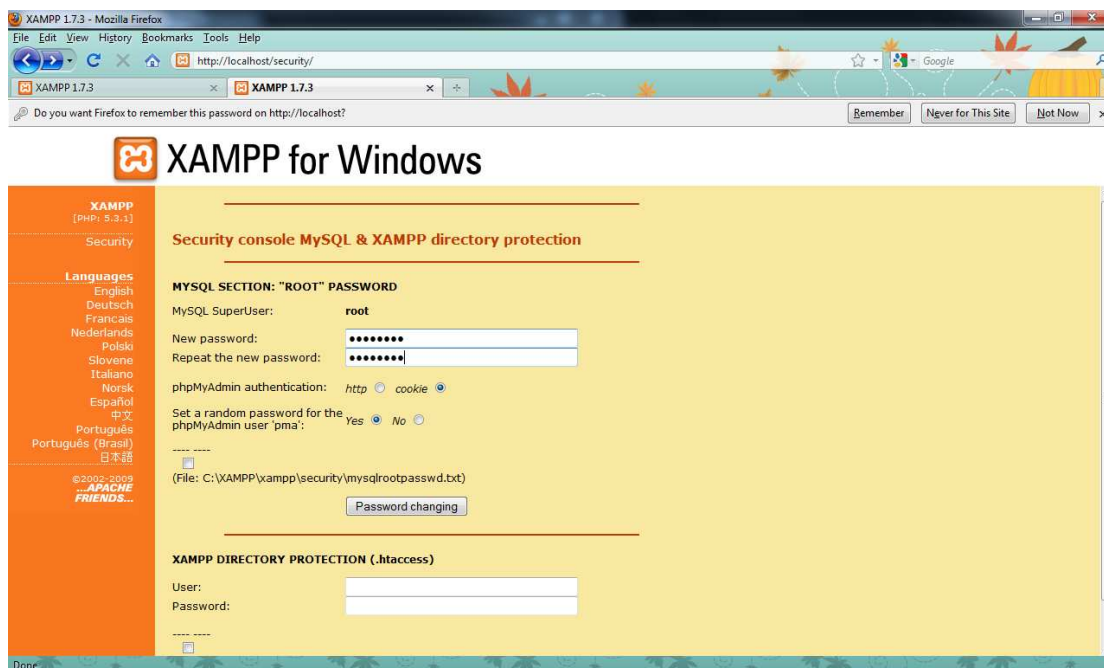 XAMPP 1.7.3 - Mozilla Firefox
File Edit View History Bookmarks Tools Help
http://localhost/security/
Google
XAMPP 1.7.3
XAMPP 1.7.3
Do you want Firefox to remember this password on http://localhost?
Remember
Never for This Site
Not Now
XAMPP for Windows
XAMPP
[PHP: 5.3.1]
Security
Languages
English
Deutsch
Francais
Nederlands
Polski
Slovene
Italiano
Norsk
Español
中文
Português
Português (Brasil)
日本語
©2002-2009
...APACHE
FRIENDS...
Security console MySQL & XAMPP directory protection
MYSQL SECTION: "ROOT" PASSWORD
MySQL SuperUser: root
New password: ●●●●●●●●
Repeat the new password: ●●●●●●●●
phpMyAdmin authentication: http cookie
Set a random password for the
phpMyAdmin user 'pma': Yes No
---- ----
(File: C:\XAMPP\xampp\security\mysqlrootpasswd.txt)
Password changing
XAMPP DIRECTORY PROTECTION (.htaccess)
User:
Password:
---- ----
Done